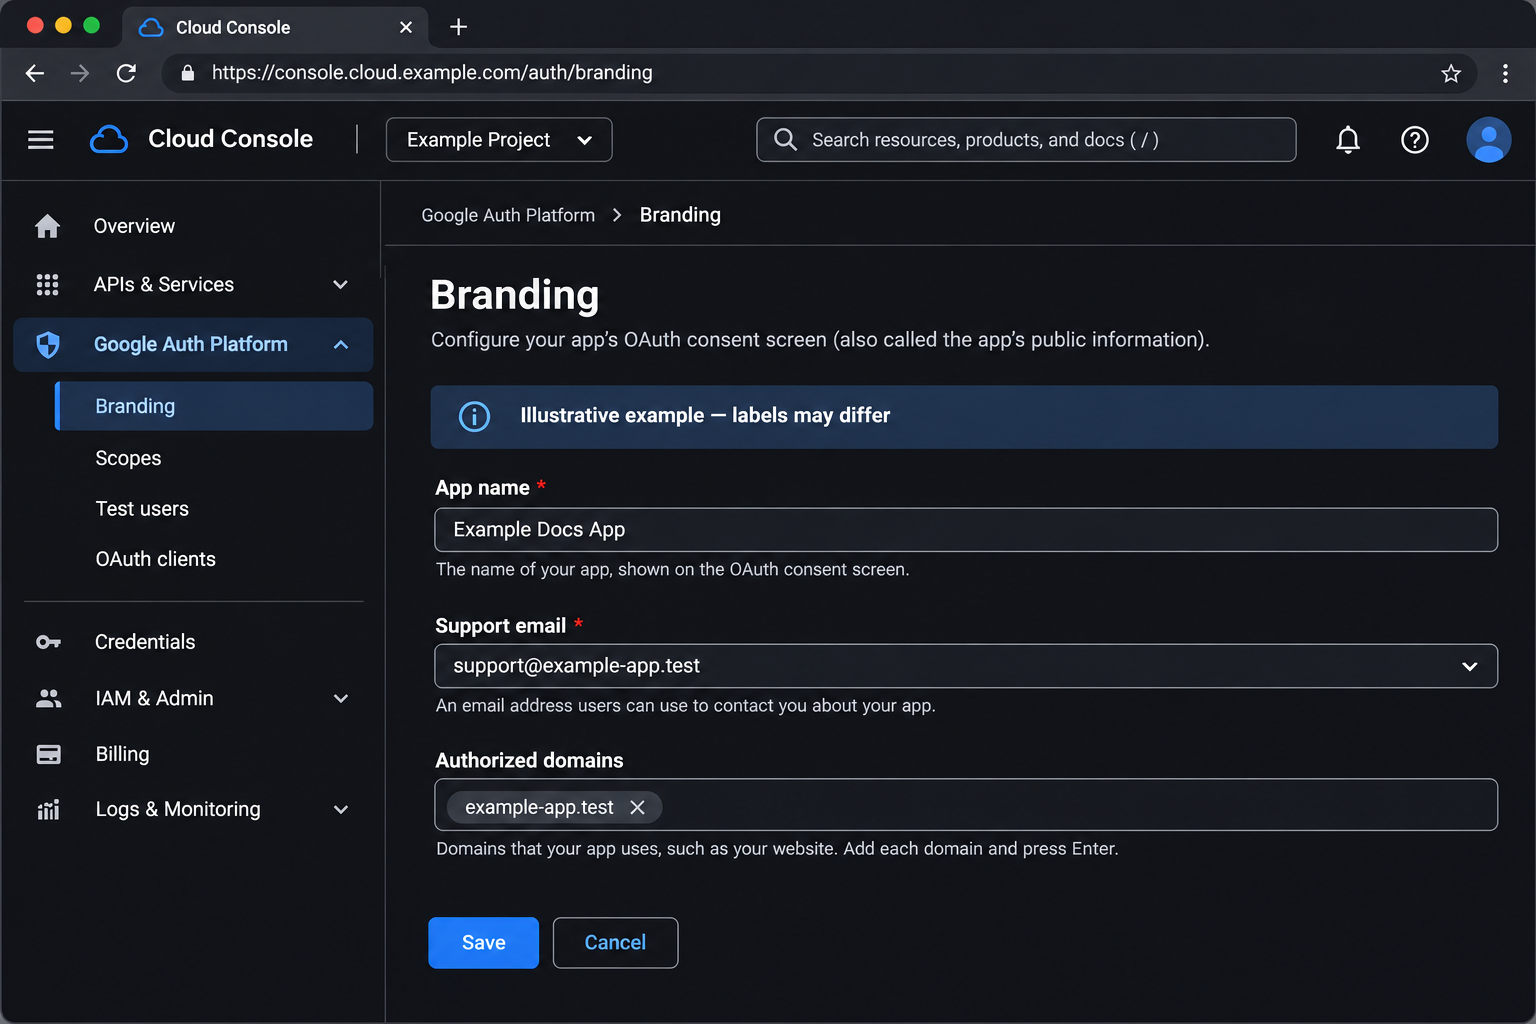 Cloud Console
https://console.cloud.example.com/auth/branding
Cloud Console
Example Project
Search resources, products, and docs ( / )
Overview
APIs & Services
Google Auth Platform
Branding
Scopes
Test users
OAuth clients
Credentials
IAM & Admin
Billing
Logs & Monitoring
Google Auth Platform > Branding
Branding
Configure your app’s OAuth consent screen (also called the app’s public information).
Illustrative example — labels may differ
App name *
Example Docs App
The name of your app, shown on the OAuth consent screen.
Support email *
support@example-app.test
An email address users can use to contact you about your app.
Authorized domains
example-app.test
Domains that your app uses, such as your website. Add each domain and press Enter.
Save
Cancel